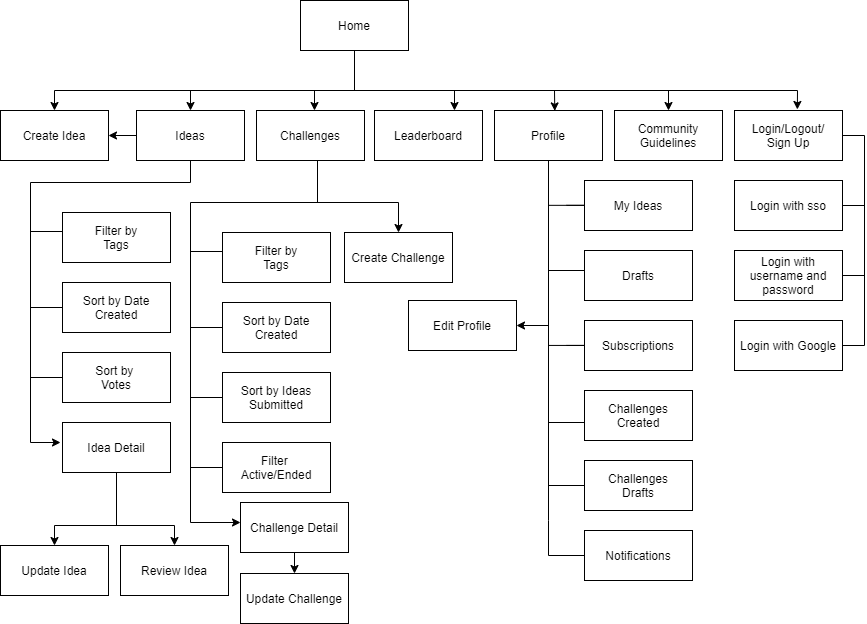 Home
Create Idea
Ideas
Challenges
Leaderboard
Profile
Community
Guidelines
Login/Logout/
Sign Up
Filter by
Tags
Sort by Date
Created
Sort by
Votes
Idea Detail
Update Idea
Review Idea
Filter by
Tags
Sort by Date
Created
Sort by Ideas
Submitted
Filter
Active/Ended
Challenge Detail
Update Challenge
Create Challenge
Edit Profile
My Ideas
Drafts
Subscriptions
Challenges
Created
Challenges
Drafts
Notifications
Login with sso
Login with
username and
password
Login with Google